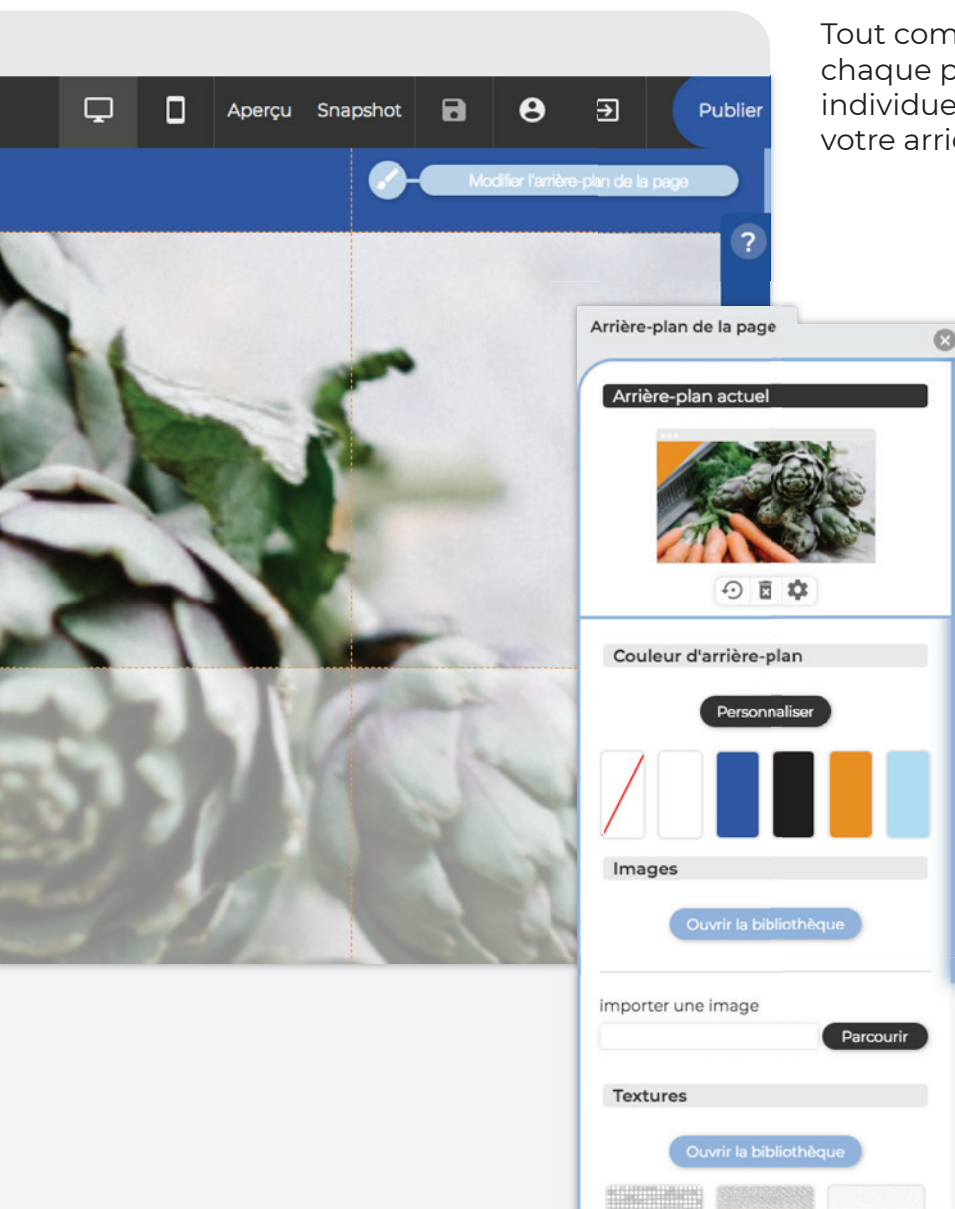 Tout com
chaque p
individue
votre arri
Aperçu Snapshot Publier
Modifier l'arrière-plan de la page
?
Arrière-plan de la page
Arrière-plan actuel
Couleur d'arrière-plan
Personnaliser
Images
Ouvrir la bibliothèque
importer une image
Parcourir
Textures
Ouvrir la bibliothèque